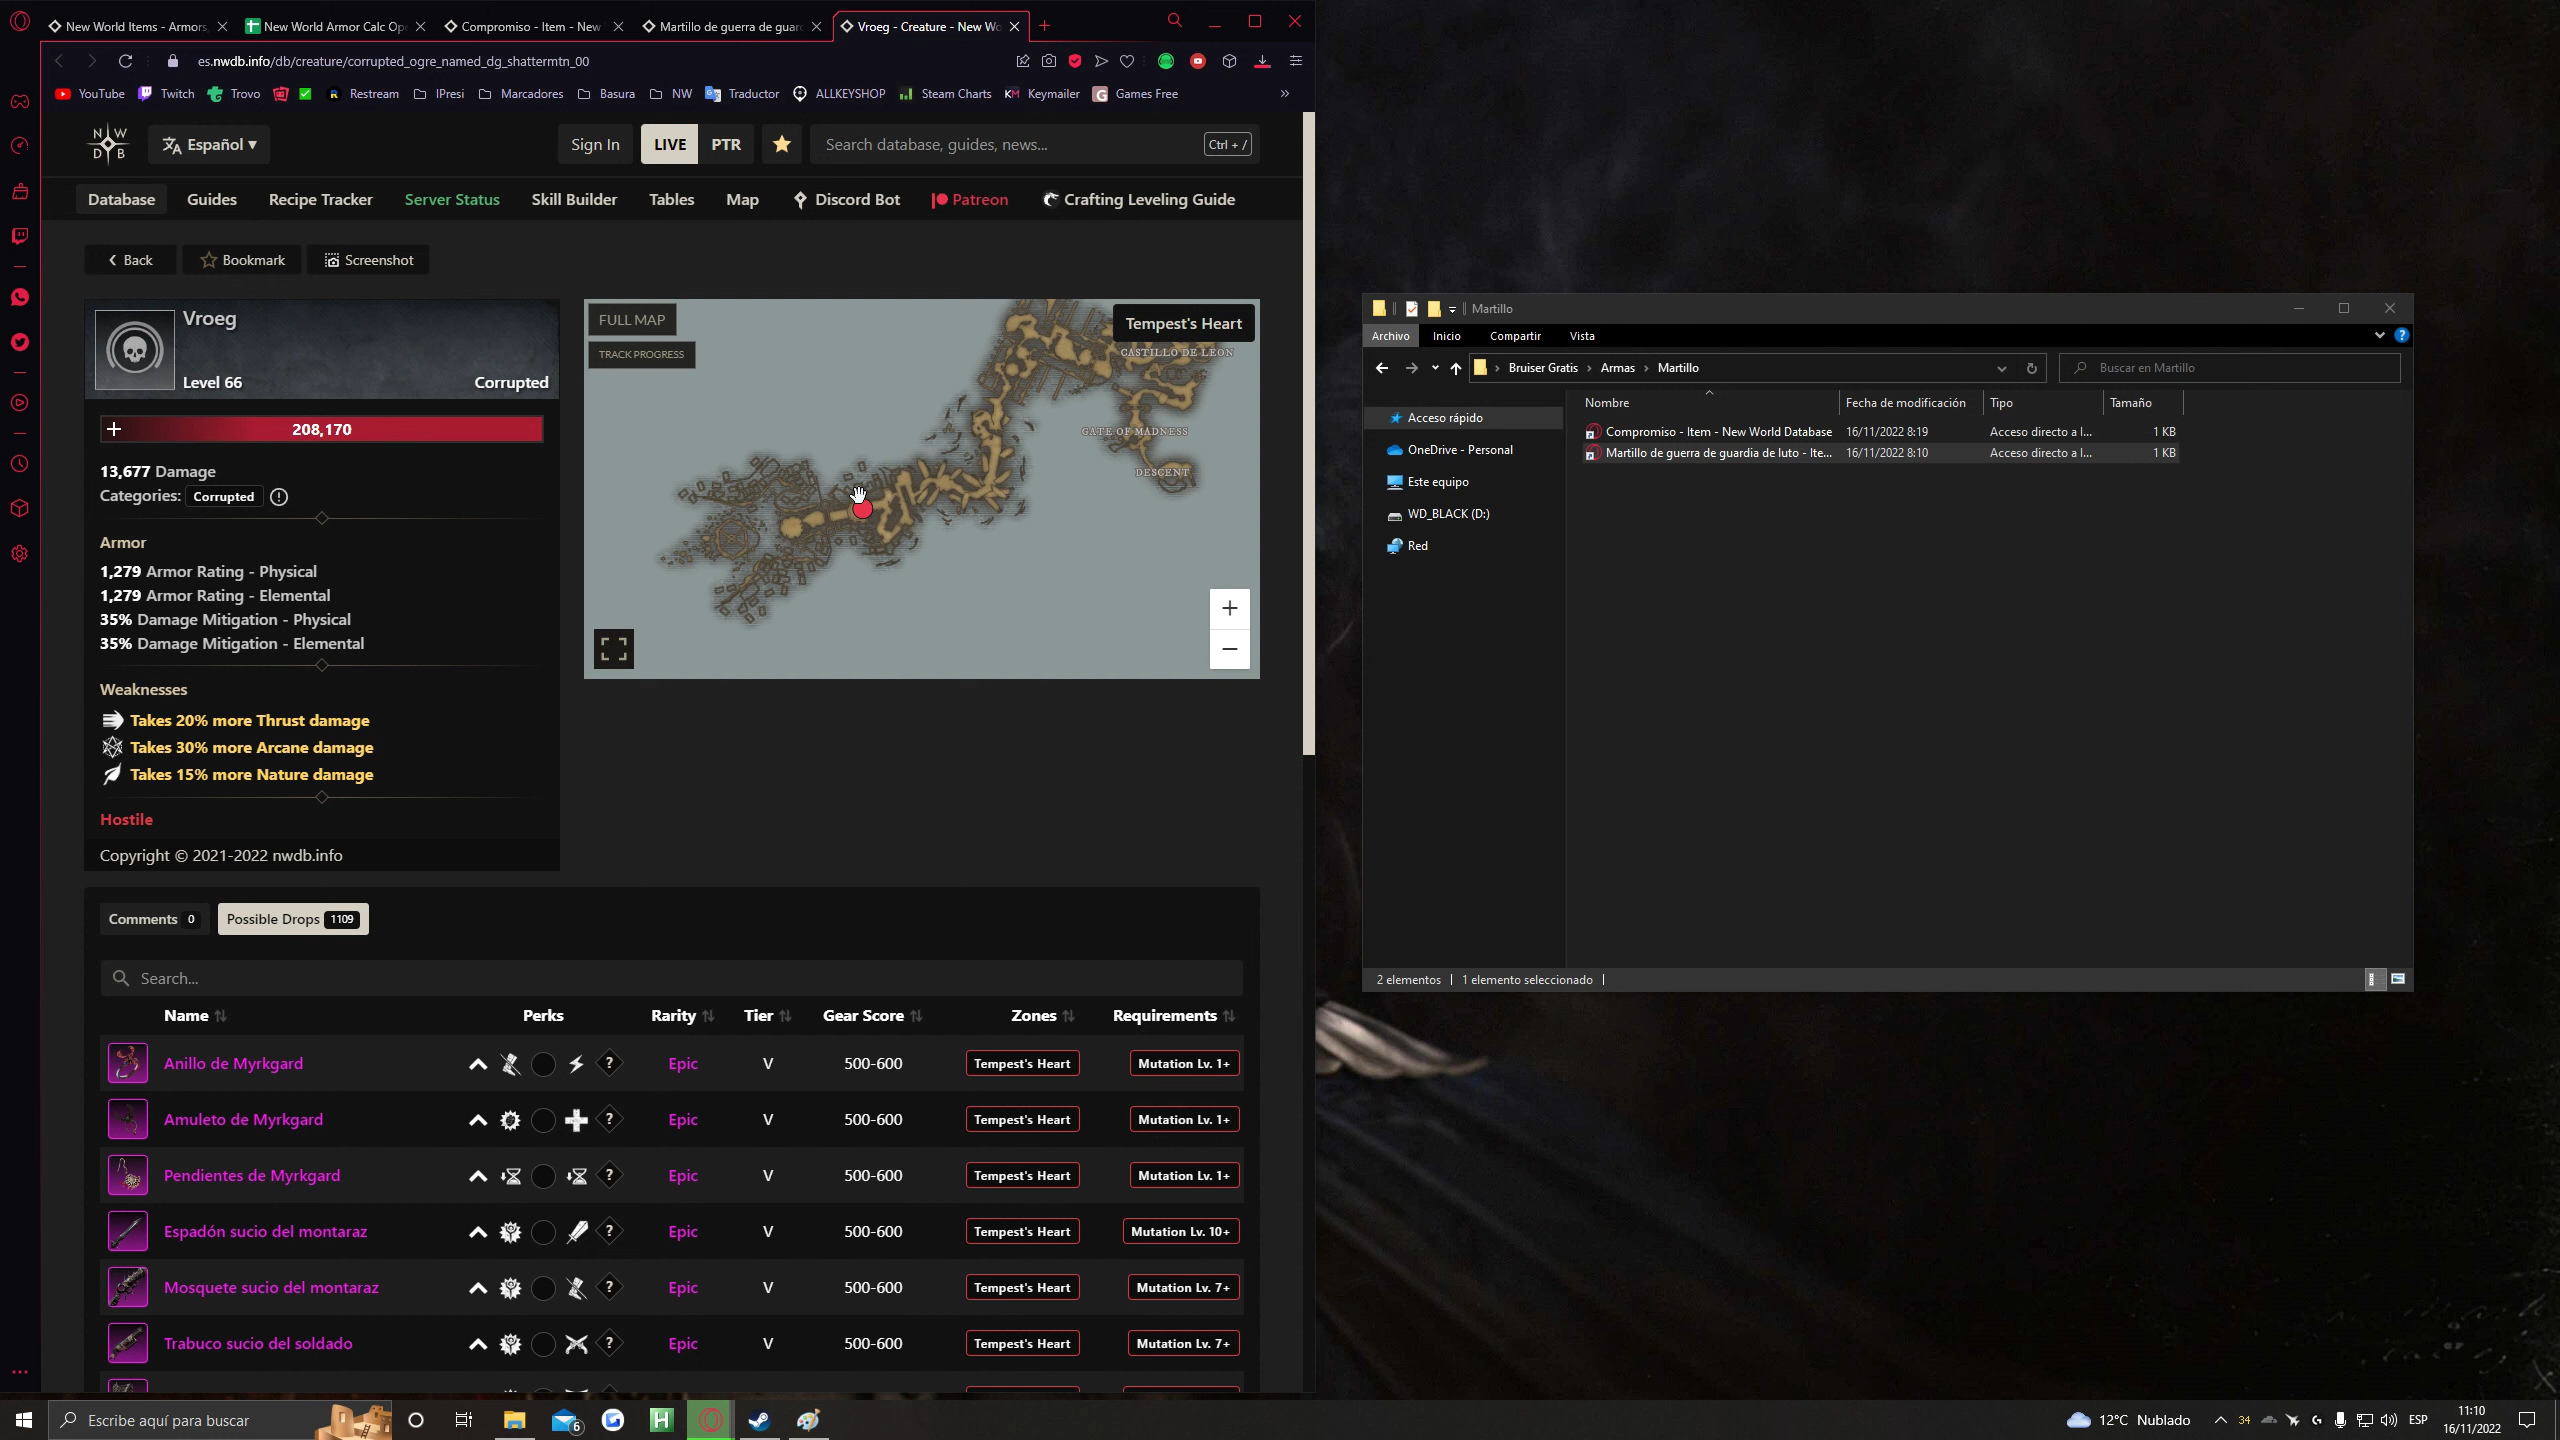 New World Items - Armors,
New World Armor Calc Op
Compromiso - Item - New
Martillo de guerra de guar
Vroeg - Creature - New Wo
es.nwdb.info/db/creature/corrupted_ogre_named_dg_shattermtn_00
YouTube
Twitch
Trovo
Restream
IPresi
Marcadores
Basura
NW
Traductor
ALLKEYSHOP
Steam Charts
KM Keymailer
Games Free
N W
D B
Español ▾
Sign In
LIVE
PTR
Search database, guides, news...
Ctrl + /
Database
Guides
Recipe Tracker
Server Status
Skill Builder
Tables
Map
Discord Bot
Patreon
Crafting Leveling Guide
Back
Bookmark
Screenshot
Vroeg
Level 66
Corrupted
208,170
13,677 Damage
Categories: Corrupted
Armor
1,279 Armor Rating - Physical
1,279 Armor Rating - Elemental
35% Damage Mitigation - Physical
35% Damage Mitigation - Elemental
Weaknesses
Takes 20% more Thrust damage
Takes 30% more Arcane damage
Takes 15% more Nature damage
Hostile
Copyright © 2021-2022 nwdb.info
FULL MAP
TRACK PROGRESS
Tempest's Heart
CASTILLO DE LEON
GATE OF MADNESS
DESCENT
+
−
Comments 0
Possible Drops 1109
Search...
Name Perks Rarity Tier Gear Score Zones Requirements
Anillo de Myrkgard ? Epic V 500-600 Tempest's Heart Mutation Lv. 1+
Amuleto de Myrkgard ? Epic V 500-600 Tempest's Heart Mutation Lv. 1+
Pendientes de Myrkgard ? Epic V 500-600 Tempest's Heart Mutation Lv. 1+
Espadón sucio del montaraz ? Epic V 500-600 Tempest's Heart Mutation Lv. 10+
Mosquete sucio del montaraz ? Epic V 500-600 Tempest's Heart Mutation Lv. 7+
Trabuco sucio del soldado ? Epic V 500-600 Tempest's Heart Mutation Lv. 7+
Martillo
Archivo
Inicio
Compartir
Vista
Bruiser Gratis › Armas › Martillo
Buscar en Martillo
Acceso rápido
OneDrive - Personal
Este equipo
WD_BLACK (D:)
Red
Nombre Fecha de modificación Tipo Tamaño
Compromiso - Item - New World Database 16/11/2022 8:19 Acceso directo a I... 1 KB
Martillo de guerra de guardia de luto - Ite... 16/11/2022 8:10 Acceso directo a I... 1 KB
2 elementos
1 elemento seleccionado
Escribe aquí para buscar
6
H
12°C Nublado
34
ESP
11:10
16/11/2022